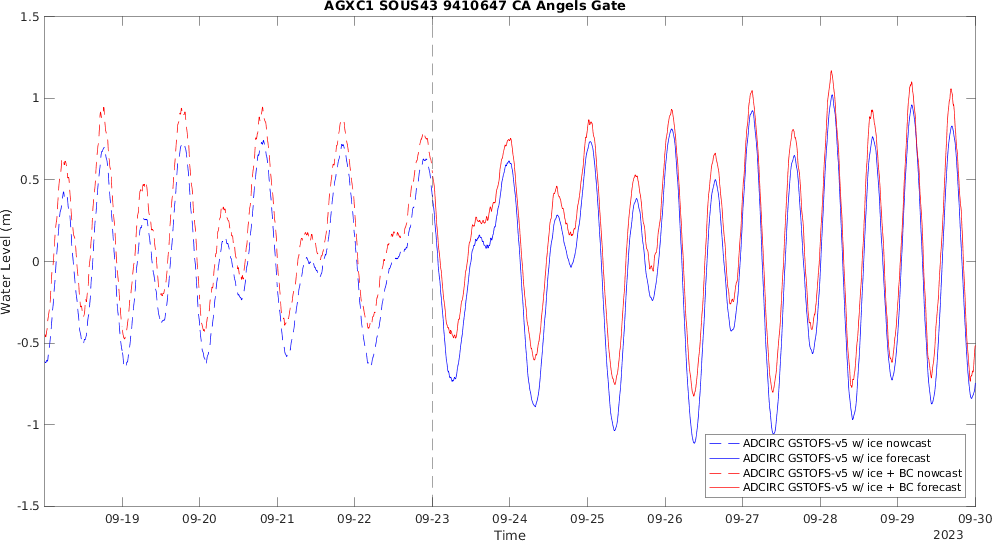 AGXC1 SOUS43 9410647 CA Angels Gate
1.5
1
0.5
0
-0.5
-1
-1.5
Water Level (m)
ADCIRC GSTOFS-v5 w/ ice nowcast
ADCIRC GSTOFS-v5 w/ ice forecast
ADCIRC GSTOFS-v5 w/ ice + BC nowcast
ADCIRC GSTOFS-v5 w/ ice + BC forecast
09-19 09-20 09-21 09-22 09-23 09-24 09-25 09-26 09-27 09-28 09-29 09-30
Time
2023